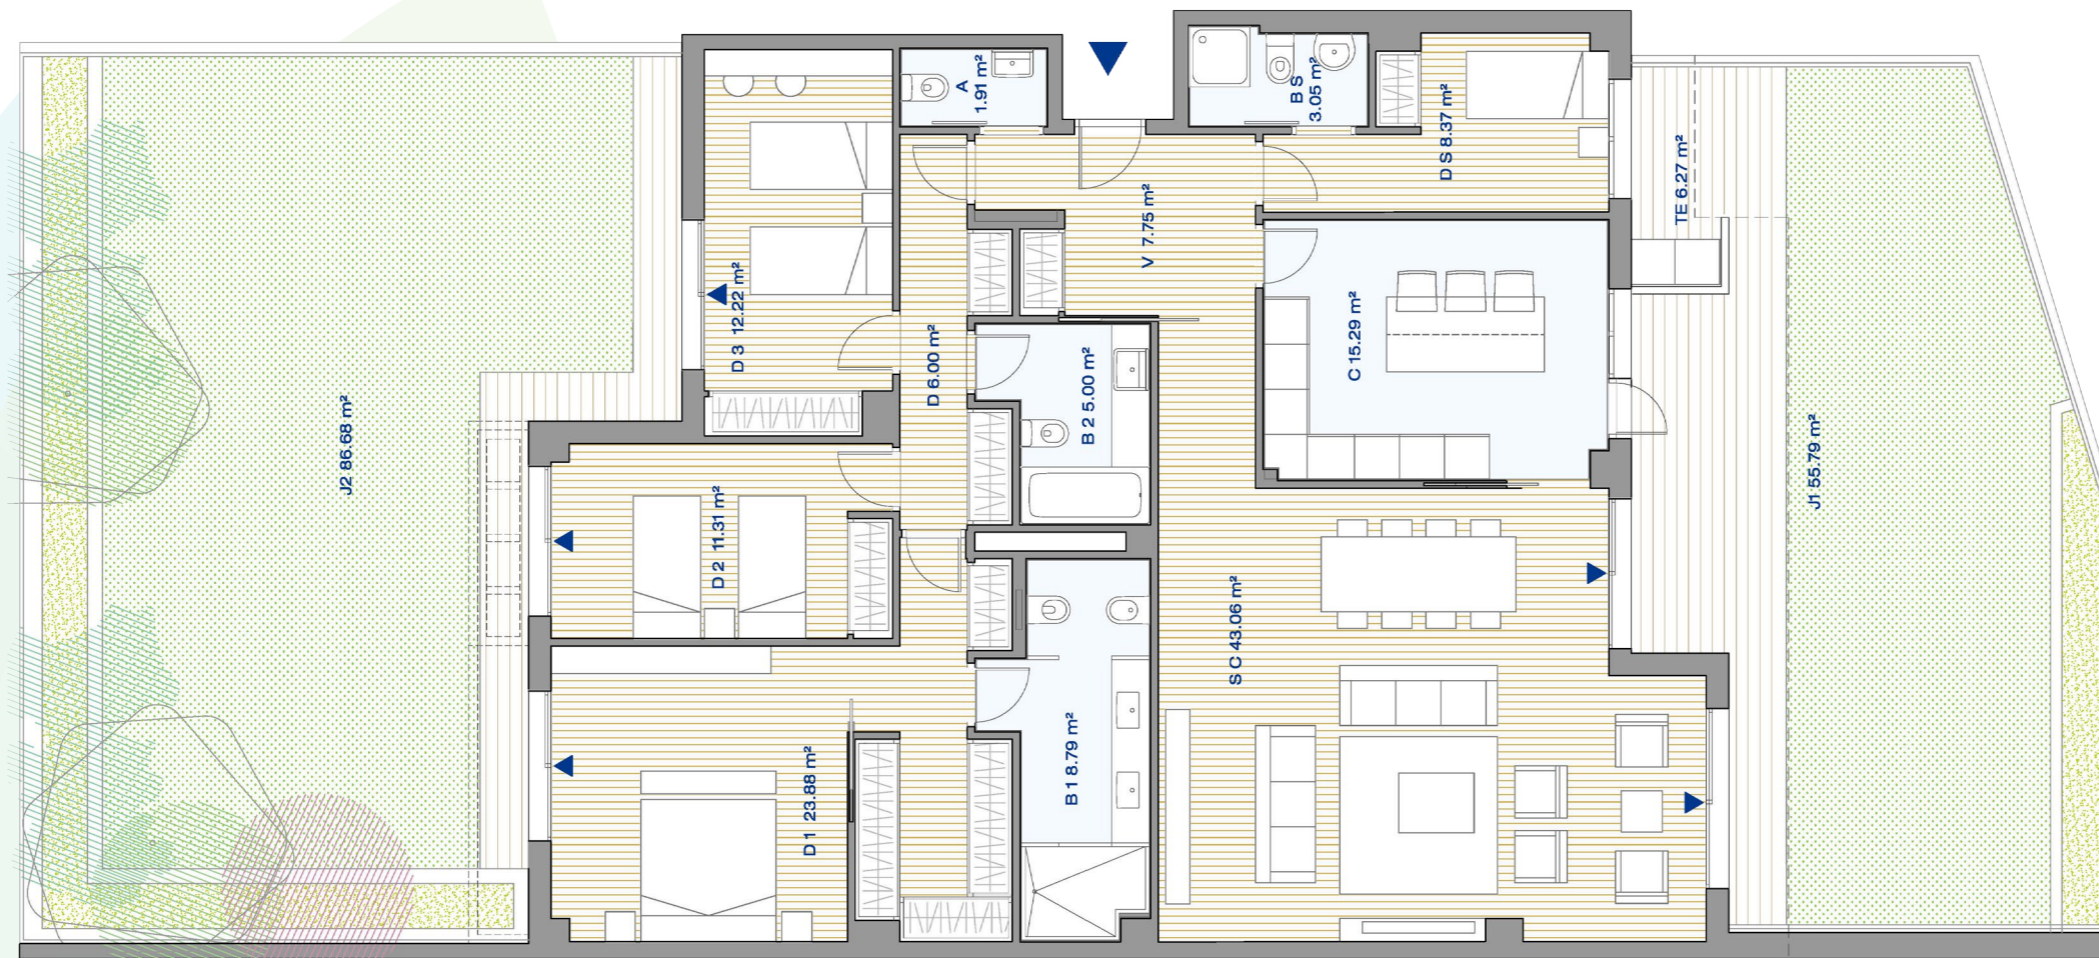 A
1.91 m²
B S
3.05 m²
D S 8.37 m²
TE 6.27 m²
V 7.75 m²
D 3 12.22 m²
D 6.00 m²
C 15.29 m²
B 2 5.00 m²
J2 86.68 m²
J1 55.79 m²
D 2 11.31 m²
S C 43.06 m²
B 1 8.79 m²
D 1 23.88 m²